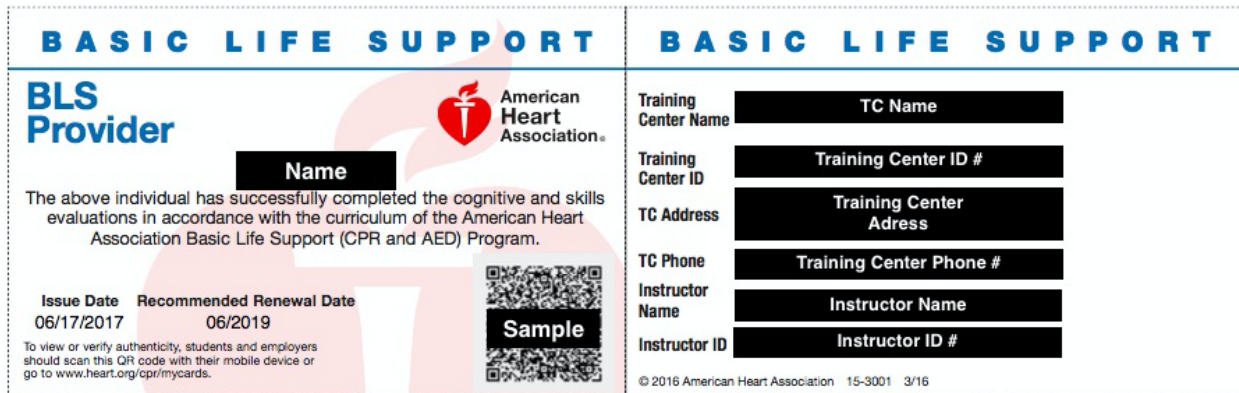 BASIC LIFE SUPPORT
BLS
Provider
American
Heart
Association®
Name
The above individual has successfully completed the cognitive and skills
evaluations in accordance with the curriculum of the American Heart
Association Basic Life Support (CPR and AED) Program.
Issue Date Recommended Renewal Date
06/17/2017 06/2019
To view or verify authenticity, students and employers
should scan this QR code with their mobile device or
go to www.heart.org/cpr/mycards.
Sample
BASIC LIFE SUPPORT
Training
Center Name
TC Name
Training
Center ID
Training Center ID #
TC Address
Training Center
Adress
TC Phone
Training Center Phone #
Instructor
Name
Instructor Name
Instructor ID
Instructor ID #
© 2016 American Heart Association 15-3001 3/16